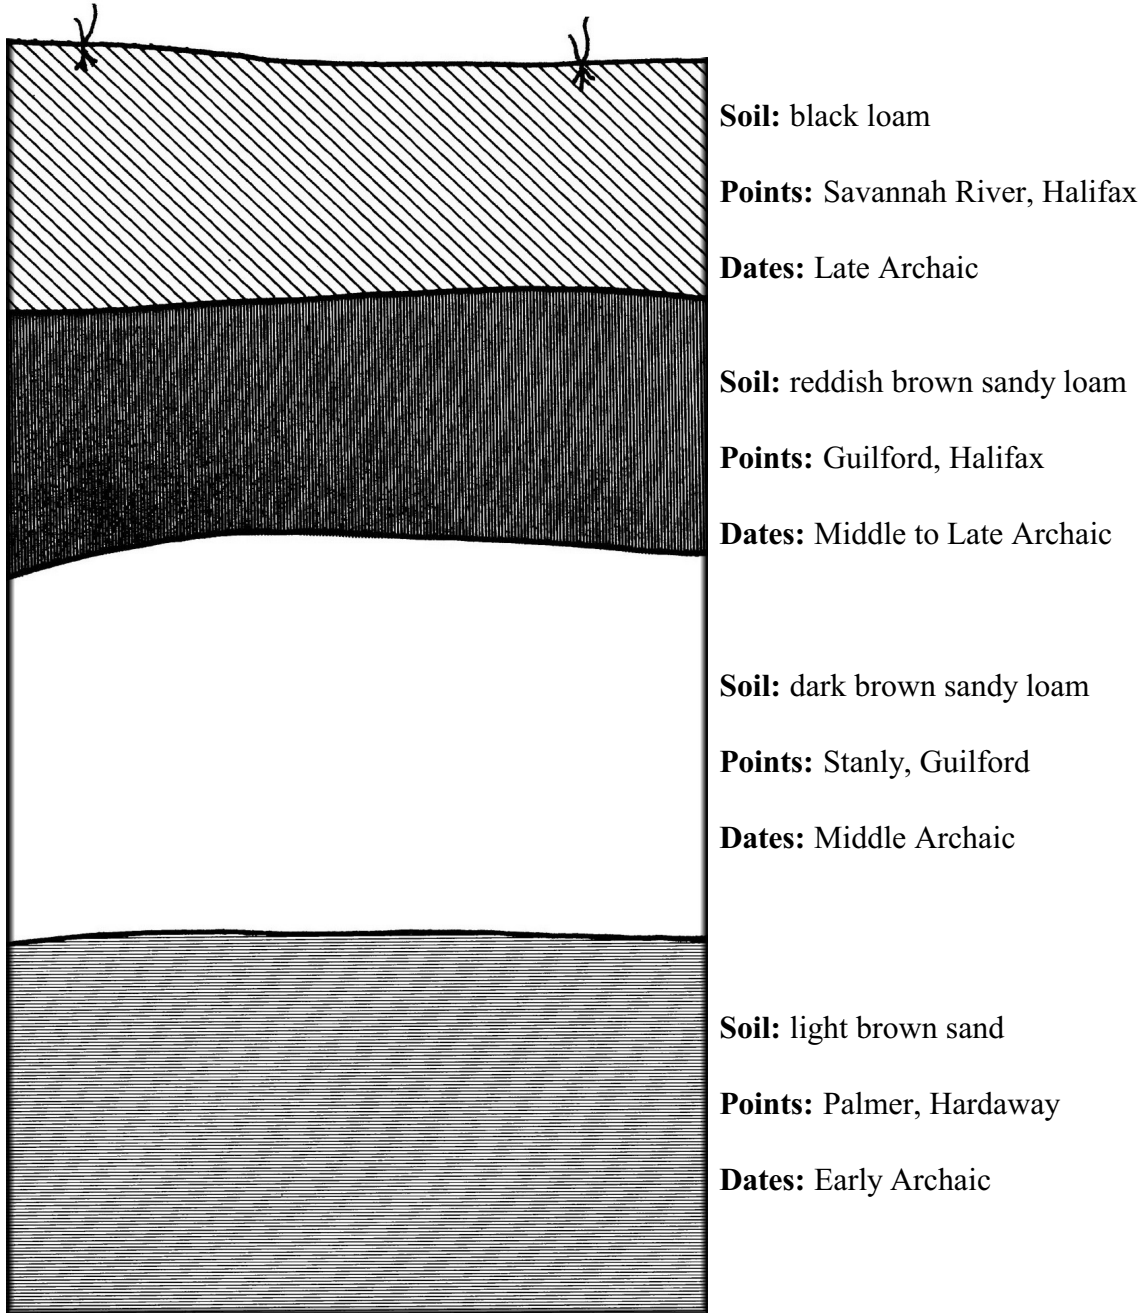 Soil: black loam
Points: Savannah River, Halifax
Dates: Late Archaic
Soil: reddish brown sandy loam
Points: Guilford, Halifax
Dates: Middle to Late Archaic
Soil: dark brown sandy loam
Points: Stanly, Guilford
Dates: Middle Archaic
Soil: light brown sand
Points: Palmer, Hardaway
Dates: Early Archaic